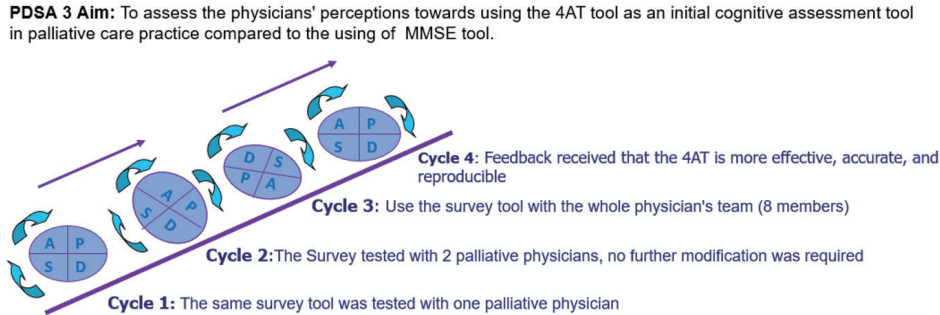 PDSA 3 Aim: To assess the physicians' perceptions towards using the 4AT tool as an initial cognitive assessment tool
in palliative care practice compared to the using of MMSE tool.
A P
S D
Cycle 4: Feedback received that the 4AT is more effective, accurate, and
reproducible
D S
P A
Cycle 3: Use the survey tool with the whole physician's team (8 members)
A P
S D
Cycle 2:The Survey tested with 2 palliative physicians, no further modification was required
A P
S D
Cycle 1: The same survey tool was tested with one palliative physician